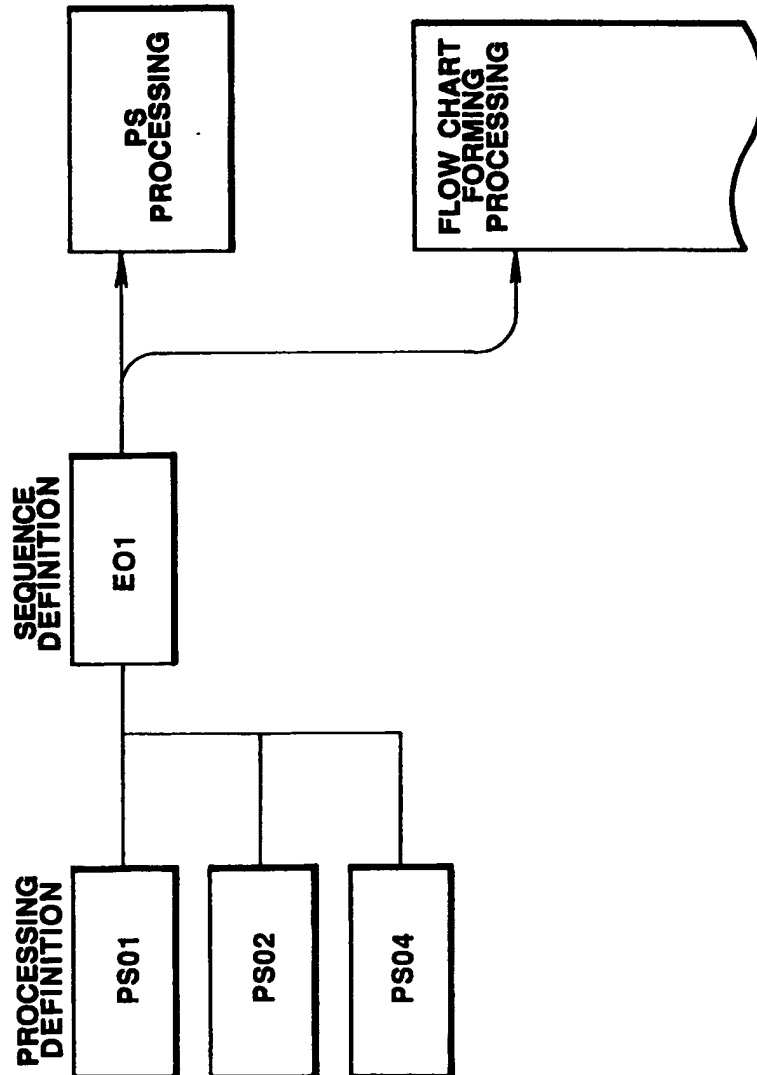 PROCESSING
DEFINITION
PS01
PS02
PS04
SEQUENCE
DEFINITION
EO1
PS
PROCESSING
FLOW CHART
FORMING
PROCESSING